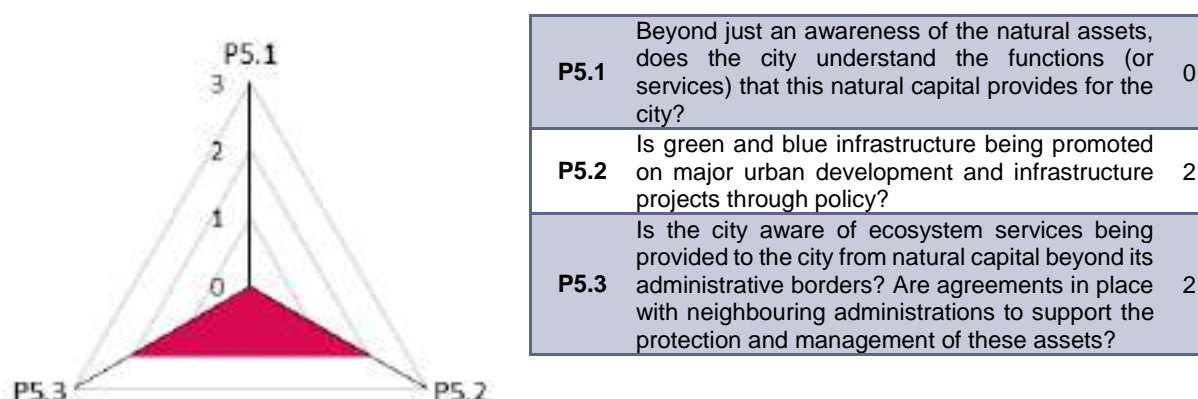 P5.1
3
2
1
0
P5.3
P5.2
Beyond just an awareness of the natural assets,
P5.1 does the city understand the functions (or 0
services) that this natural capital provides for the
city?
Is green and blue infrastructure being promoted
P5.2 on major urban development and infrastructure 2
projects through policy?
Is the city aware of ecosystem services being
provided to the city from natural capital beyond its
P5.3 administrative borders? Are agreements in place 2
with neighbouring administrations to support the
protection and management of these assets?